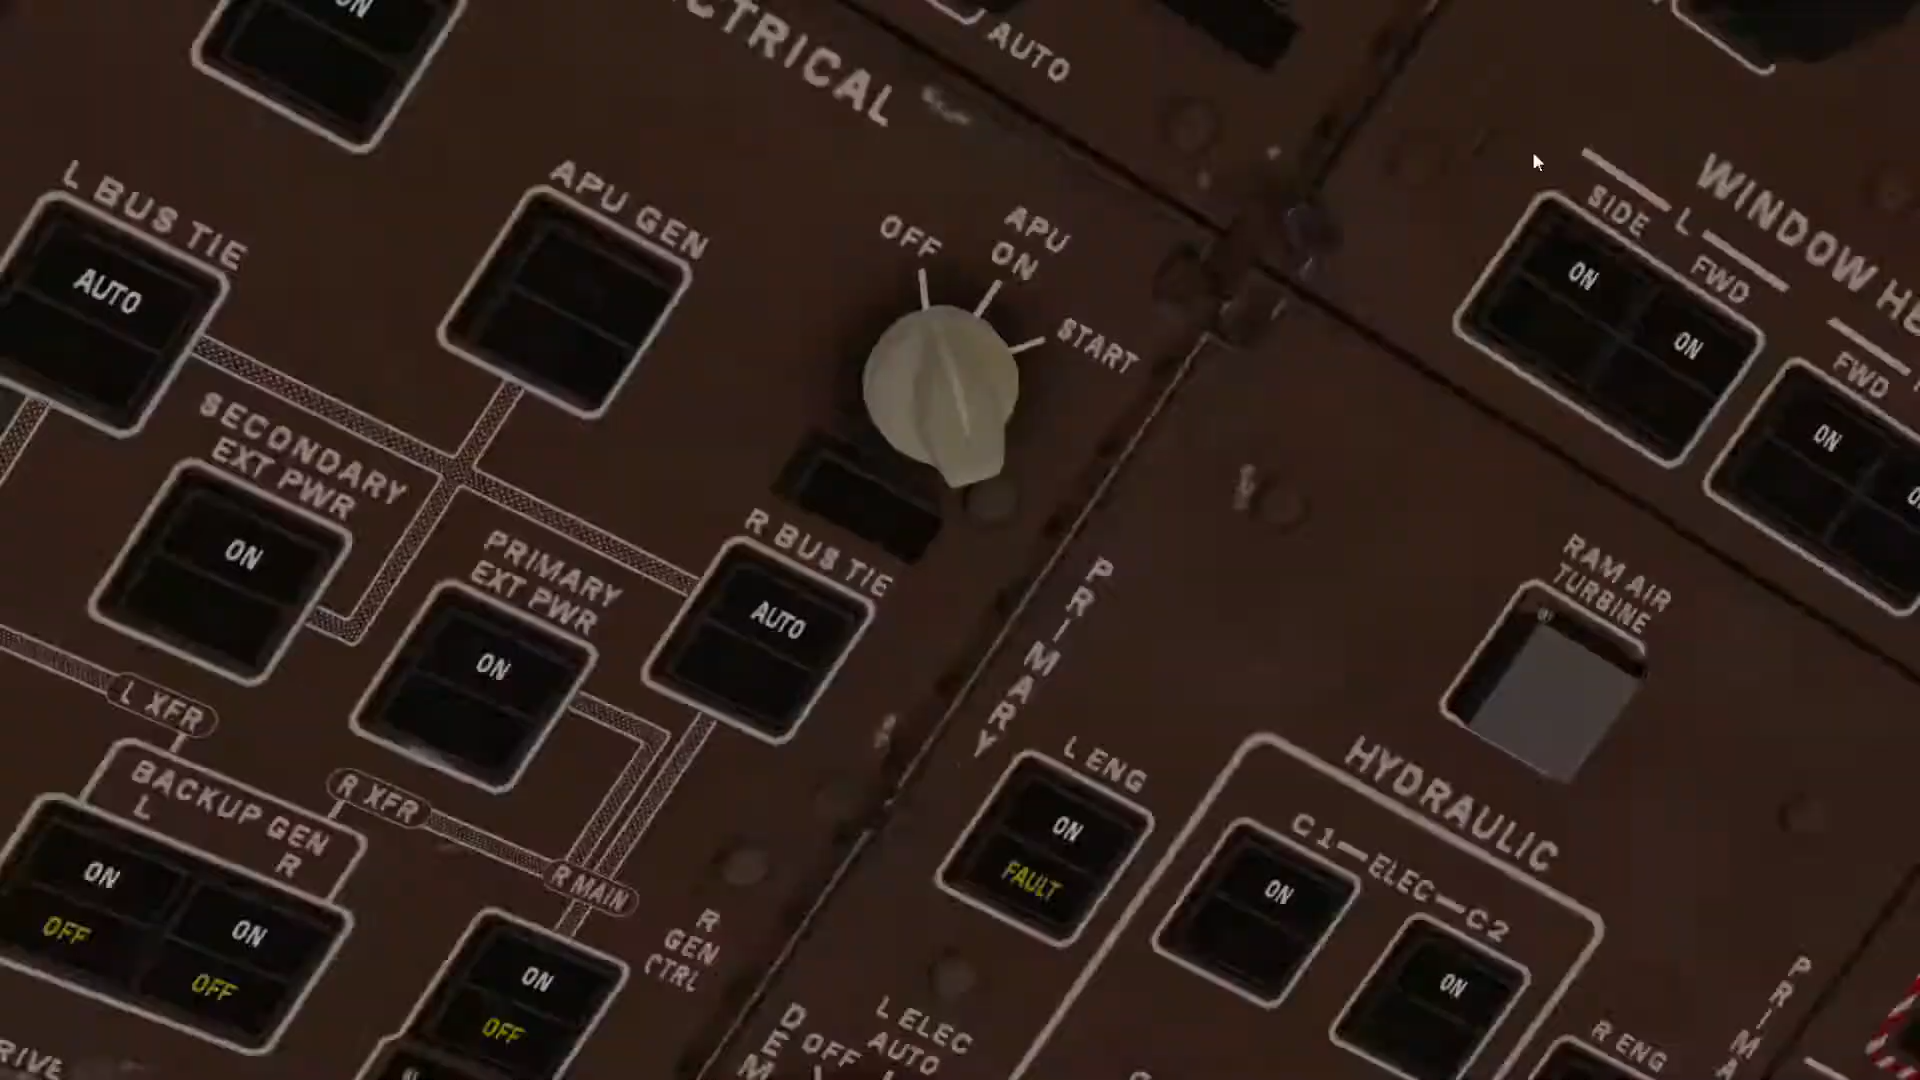 ON
ELECTRICAL
AUTO
L BUS TIE
AUTO
APU GEN
OFF
APU
ON
START
WINDOW
L
SIDE
FWD
ON
ON
FWD
ON
SECONDARY
EXT PWR
ON
PRIMARY
EXT PWR
ON
R BUS TIE
AUTO
RAM AIR
TURBINE
PRIMARY
L XFR
R XFR
R MAIN
BACKUP GEN
L
R
ON
OFF
ON
OFF
L ENG
ON
FAULT
HYDRAULIC
C1—ELEC—C2
ON
ON
ON
OFF
R
GEN
CTRL
OFF
L ELEC
AUTO
R ENG